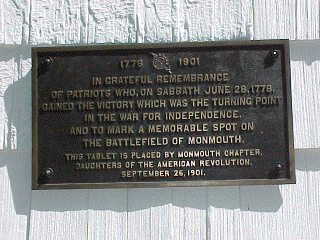 1778 1901
IN GRATEFUL REMEMBRANCE
OF PATRIOTS WHO, ON SABBATH JUNE 28, 1778,
GAINED THE VICTORY WHICH WAS THE TURNING POINT
IN THE WAR FOR INDEPENDENCE.
AND TO MARK A MEMORABLE SPOT ON
THE BATTLEFIELD OF MONMOUTH.
THIS TABLET IS PLACED BY MONMOUTH CHAPTER,
DAUGHTERS OF THE AMERICAN REVOLUTION,
SEPTEMBER 26, 1901.